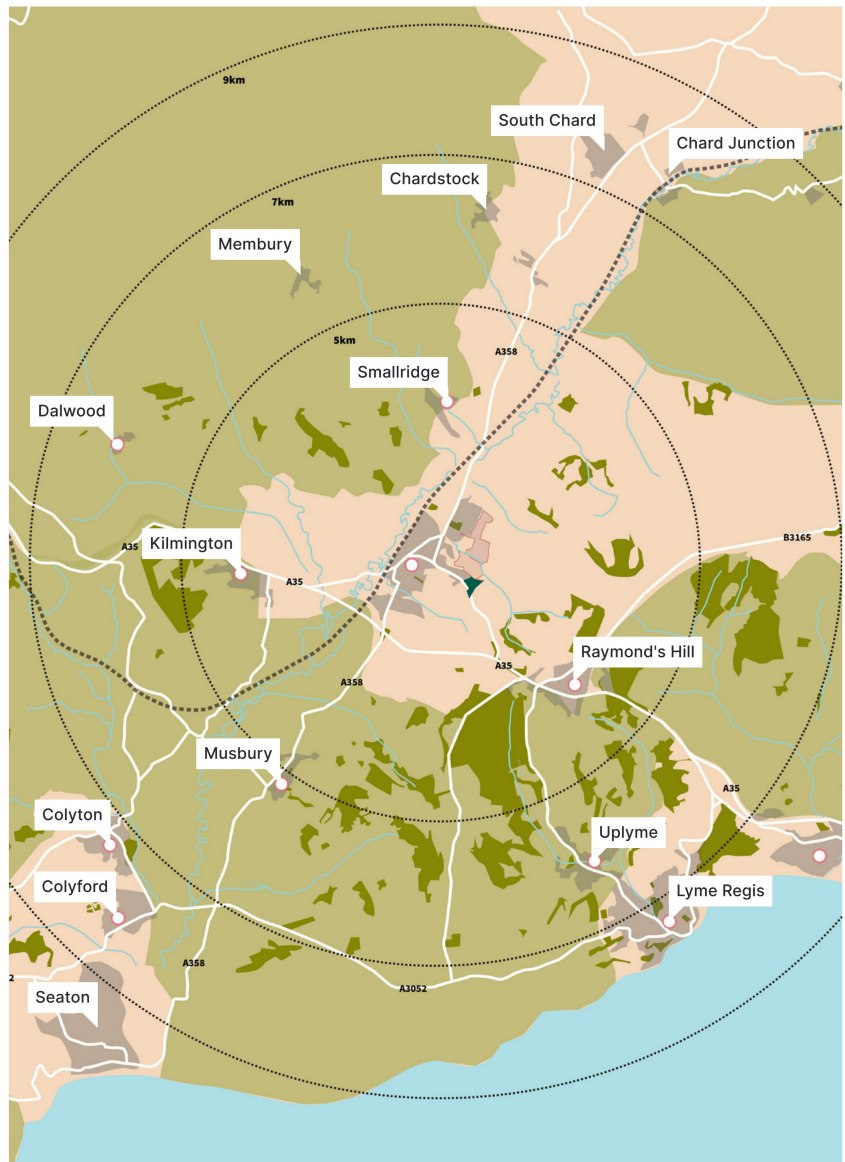 9km
South Chard
Chard Junction
Chardstock
7km
Membury
5km
A358
Smallridge
Dalwood
B3165
A35
Kilmington
A35
Raymond's Hill
A35
A358
Musbury
A35
Colyton
Uplyme
Colyford
Lyme Regis
A358
2
A3052
Seaton